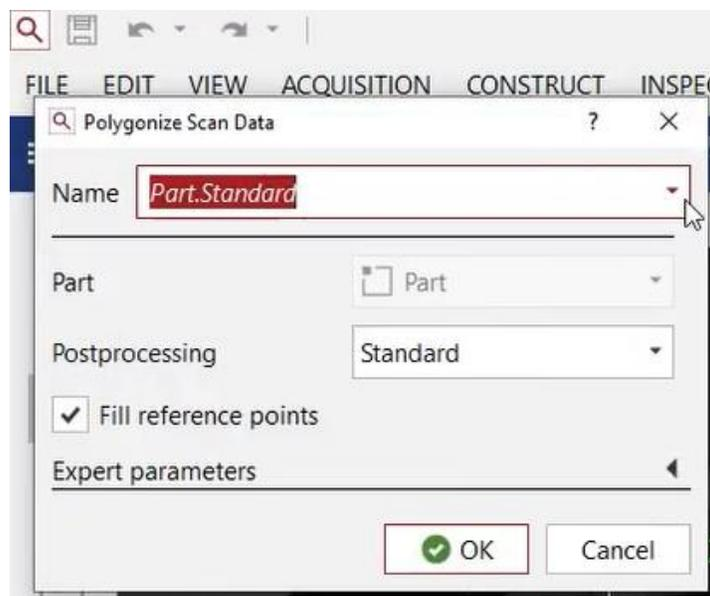 FILE EDIT VIEW ACQUISITION CONSTRUCT INSPE
Polygonize Scan Data ? ×
Name Part.Standard
Part Part
Postprocessing Standard
Fill reference points
Expert parameters
OK Cancel